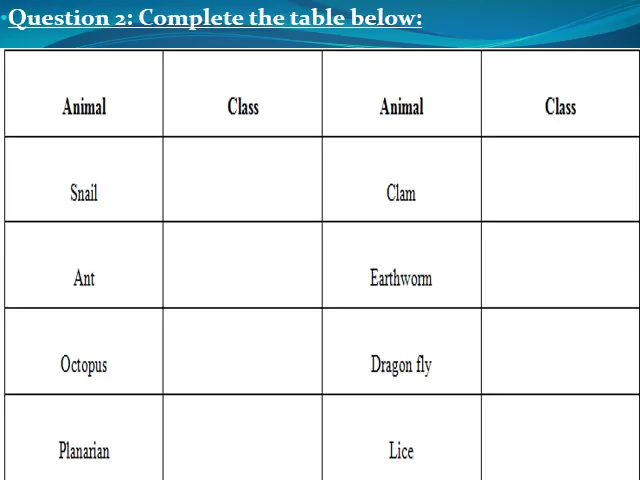 •Question 2: Complete the table below:
Animal Class Animal Class
Snail Clam
Ant Earthworm
Octopus Dragon fly
Planarian Lice